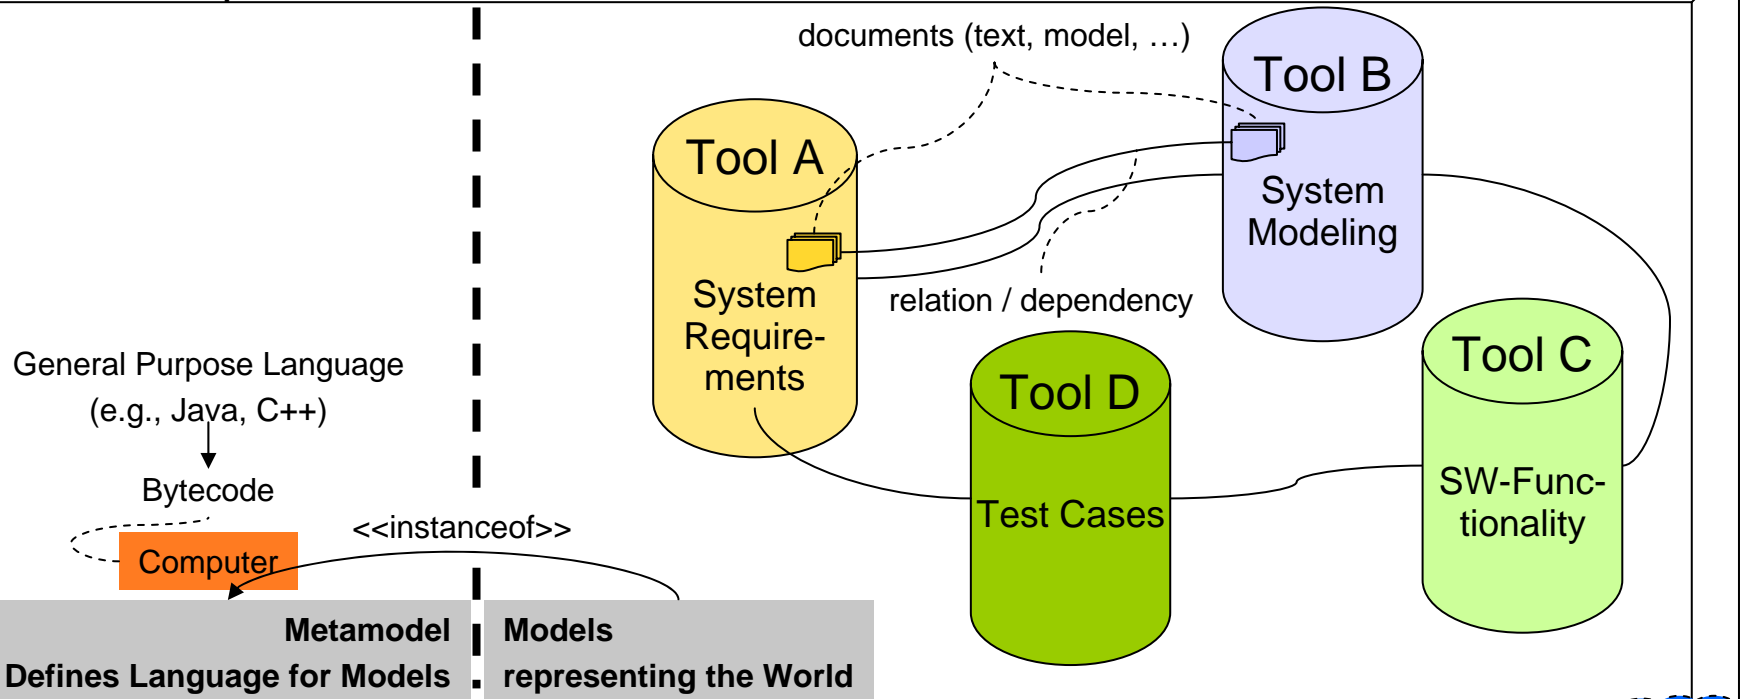 documents (text, model, …)
Tool B
System
Modeling
Tool A
System
Require-
ments
relation / dependency
Tool C
SW-Func-
tionality
Tool D
Test Cases
General Purpose Language
(e.g., Java, C++)
Bytecode
Computer
<<instanceof>>
Metamodel
Defines Language for Models
Models
representing the World